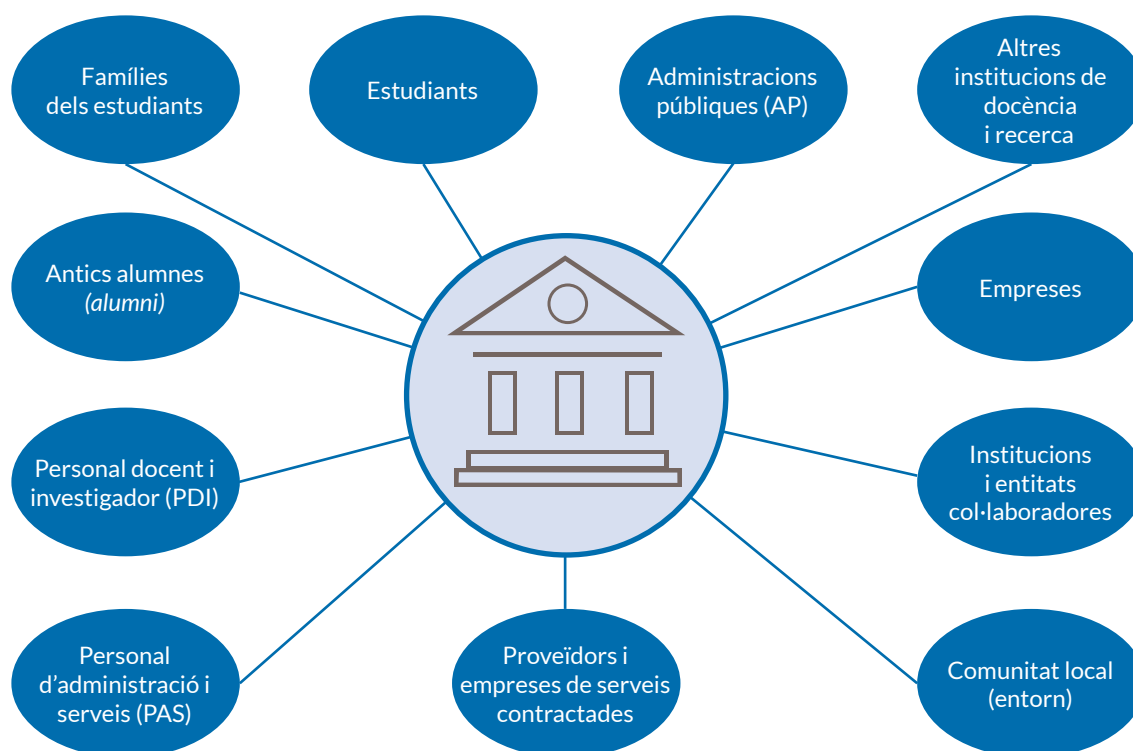 Famílies
dels estudiants
Estudiants
Administracions
públiques (AP)
Altres
institucions de
docència
i recerca
Antics alumnes
(alumni)
Empreses
Personal docent i
investigador (PDI)
Institucions
i entitats
col·laboradores
Personal
d’administració i
serveis (PAS)
Proveïdors i
empreses de serveis
contractades
Comunitat local
(entorn)